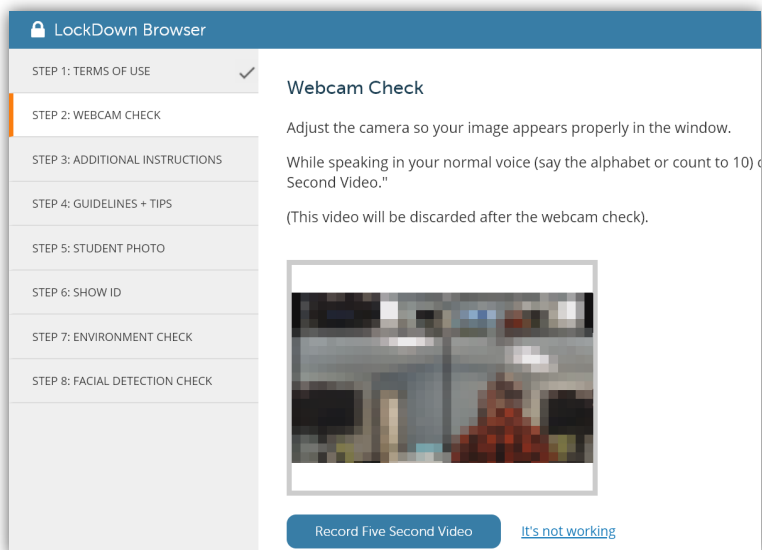 LockDown Browser
STEP 1: TERMS OF USE
STEP 2: WEBCAM CHECK
STEP 3: ADDITIONAL INSTRUCTIONS
STEP 4: GUIDELINES + TIPS
STEP 5: STUDENT PHOTO
STEP 6: SHOW ID
STEP 7: ENVIRONMENT CHECK
STEP 8: FACIAL DETECTION CHECK
Webcam Check
Adjust the camera so your image appears properly in the window.
While speaking in your normal voice (say the alphabet or count to 10)
Second Video."
(This video will be discarded after the webcam check).
Record Five Second Video
It's not working